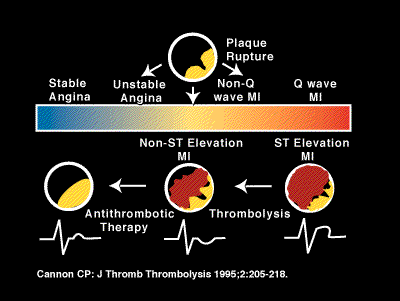 Plaque
Rupture
Stable
Angina
Unstable
Angina
Non-Q
wave MI
Q wave
MI
Non-ST Elevation
MI
ST Elevation
MI
Antithrombotic
Therapy
Thrombolysis
Cannon CP: J Thromb Thrombolysis 1995;2:205-218.